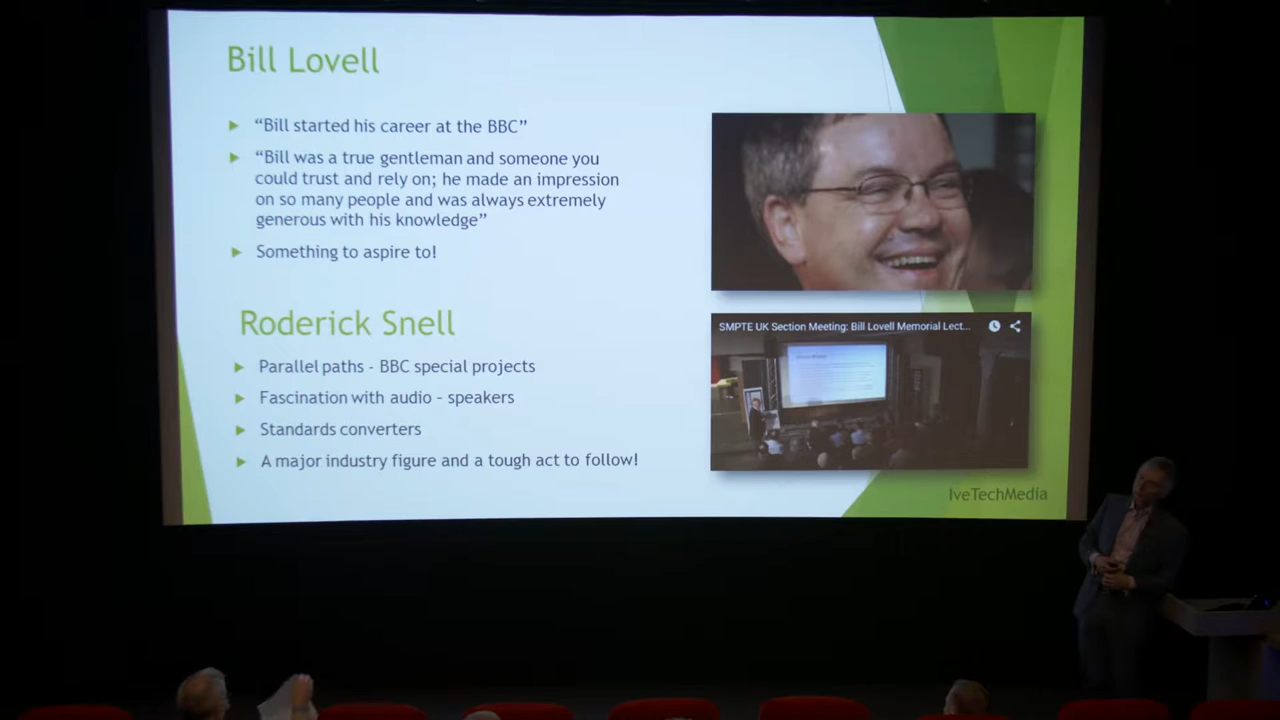 Bill Lovell
“Bill started his career at the BBC”
“Bill was a true gentleman and someone you
could trust and rely on; he made an impression
on so many people and was always extremely
generous with his knowledge”
Something to aspire to!
Roderick Snell
Parallel paths - BBC special projects
Fascination with audio – speakers
Standards converters
A major industry figure and a tough act to follow!
SMPTE UK Section Meeting: Bill Lovell Memorial Lect...
IveTechMedia